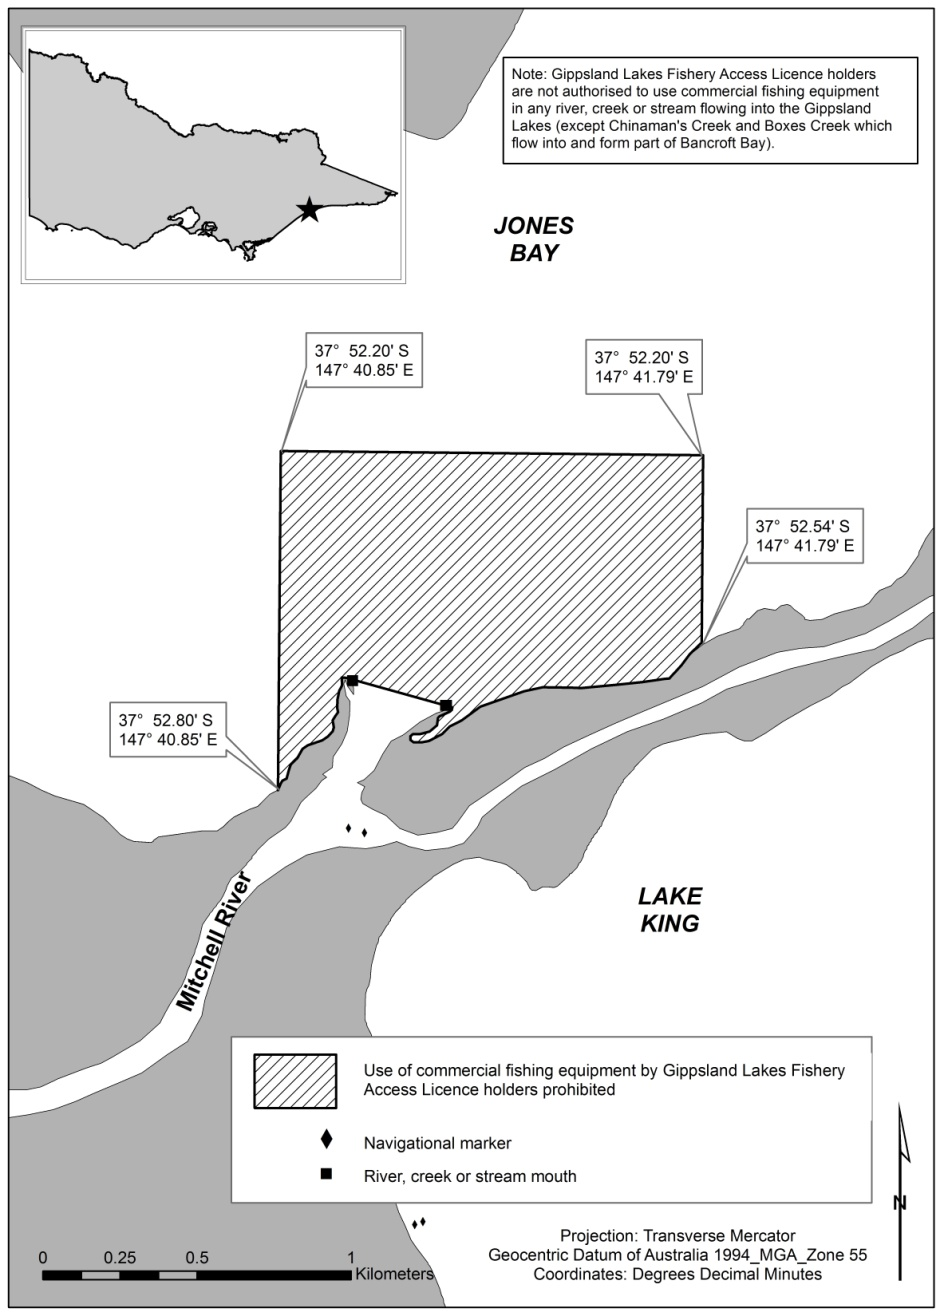 Note: Gippsland Lakes Fishery Access Licence holders
are not authorised to use commercial fishing equipment
in any river, creek or stream flowing into the Gippsland
Lakes (except Chinaman's Creek and Boxes Creek which
flow into and form part of Bancroft Bay).
JONES
BAY
37° 52.20' S
147° 40.85' E
37° 52.20' S
147° 41.79' E
37° 52.54' S
147° 41.79' E
37° 52.80' S
147° 40.85' E
Mitchell River
LAKE
KING
Use of commercial fishing equipment by Gippsland Lakes Fishery
Access Licence holders prohibited
Navigational marker
River, creek or stream mouth
N
0 0.25 0.5 1
Kilometers
Projection: Transverse Mercator
Geocentric Datum of Australia 1994_MGA_Zone 55
Coordinates: Degrees Decimal Minutes